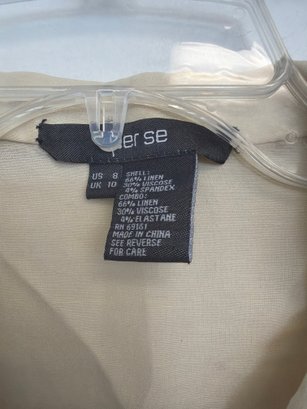 per se
US 8
UK 10
SHELL:
66% LINEN
30% VISCOSE
4% SPANDEX
COMBO:
66% LINEN
30% VISCOSE
4% ELASTANE
RN 69161
MADE IN CHINA
SEE REVERSE
FOR CARE